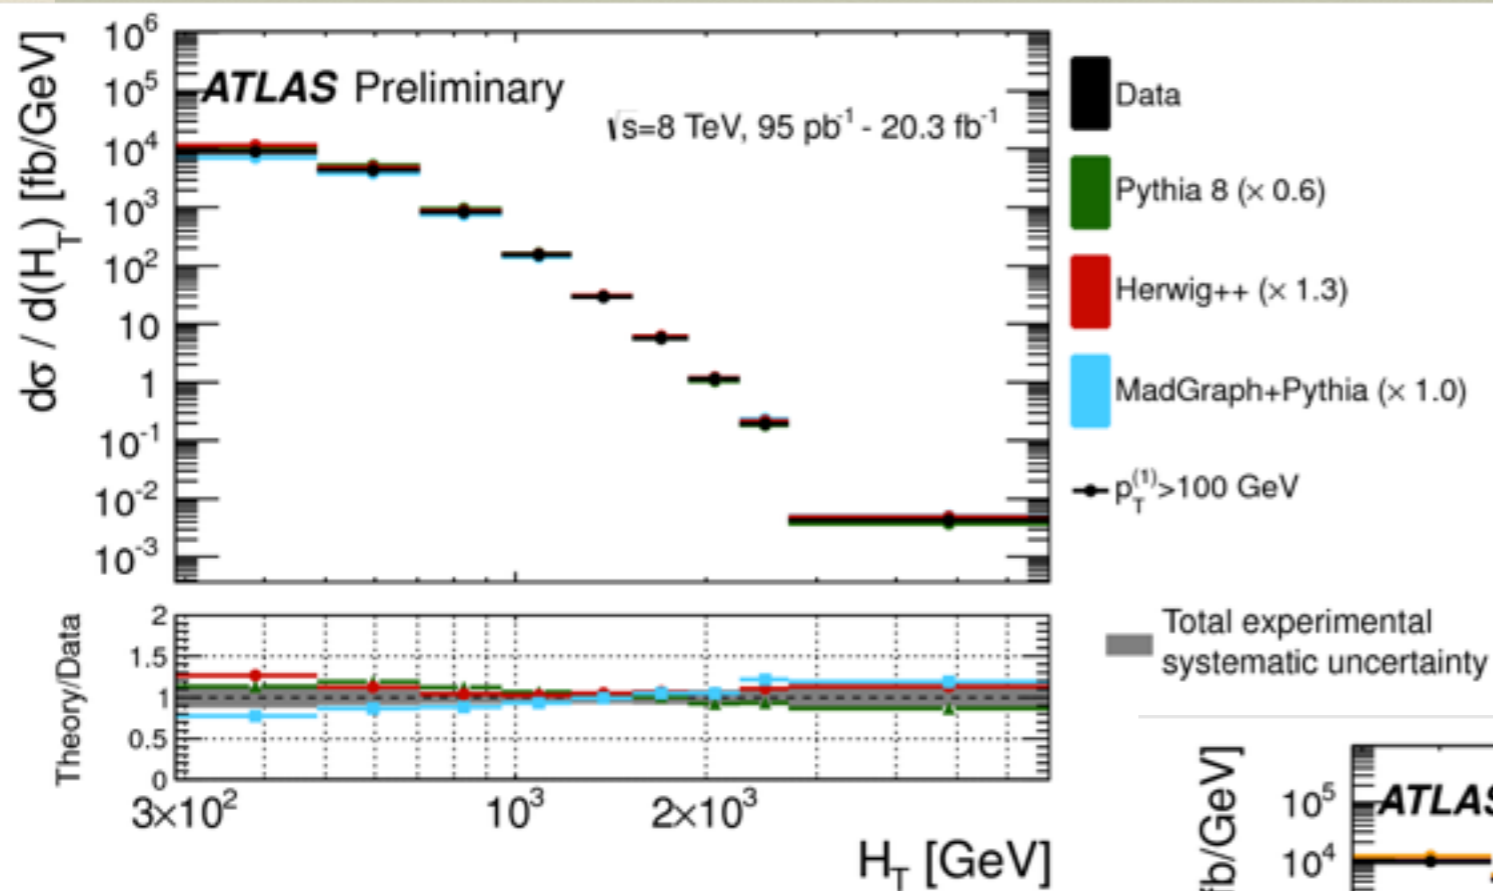 10⁶
10⁵
10⁴
10³
10²
10
1
10⁻¹
10⁻²
10⁻³
dσ / d(H_T) [fb/GeV]
ATLAS Preliminary
√s=8 TeV, 95 pb⁻¹ - 20.3 fb⁻¹
Data
Pythia 8 (× 0.6)
Herwig++ (× 1.3)
MadGraph+Pythia (× 1.0)
p_T^(1)>100 GeV
Theory/Data
2
1.5
1
0.5
0
3×10²
10³
2×10³
H_T [GeV]
Total experimental
systematic uncertainty
fb/GeV]
10⁵
10⁴
ATLAS